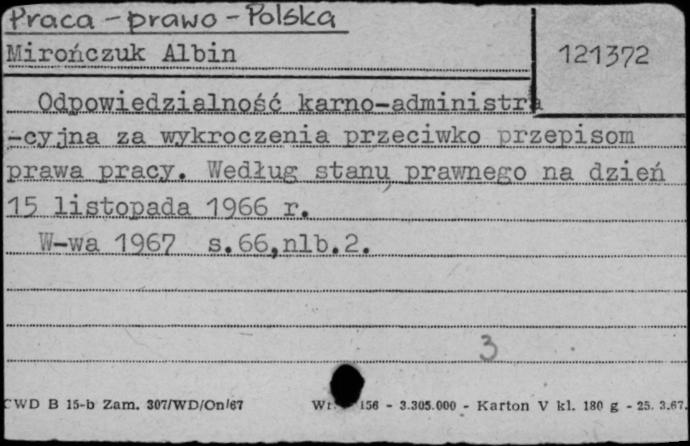 Praca - prawo - Polska
Mirończuk Albin
121372
Odpowiedzialność karno-administra
-cyjna za wykroczenia przeciwko przepisom
prawa pracy. Według stanu prawnego na dzień
15 listopada 1966 r.
W-wa 1967 s.66,nlb.2.
3
CWD B 15-b Zam. 307/WD/On/67 156 - 3.305.000 - Karton V kl. 180 g - 25. 3.67.